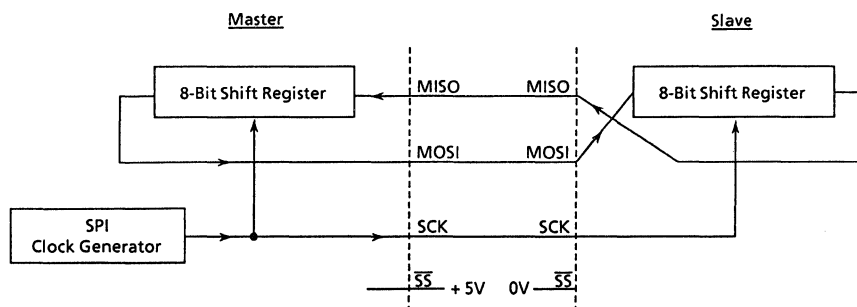 Master
Slave
8-Bit Shift Register
MISO
MISO
8-Bit Shift Register
MOSI
MOSI
SPI
Clock Generator
SCK
SCK
SS
+ 5V
0V
SS